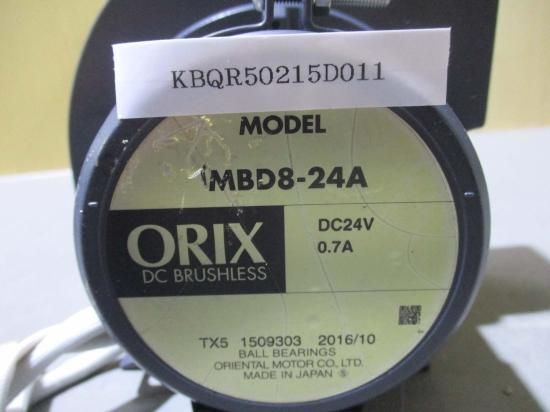 KBQR50215D011
MODEL
MBD8-24A
ORIX
DC BRUSHLESS
DC24V
0.7A
TX5 1509303 2016/10
BALL BEARINGS
ORIENTAL MOTOR CO., LTD.
MADE IN JAPAN Ⓢ